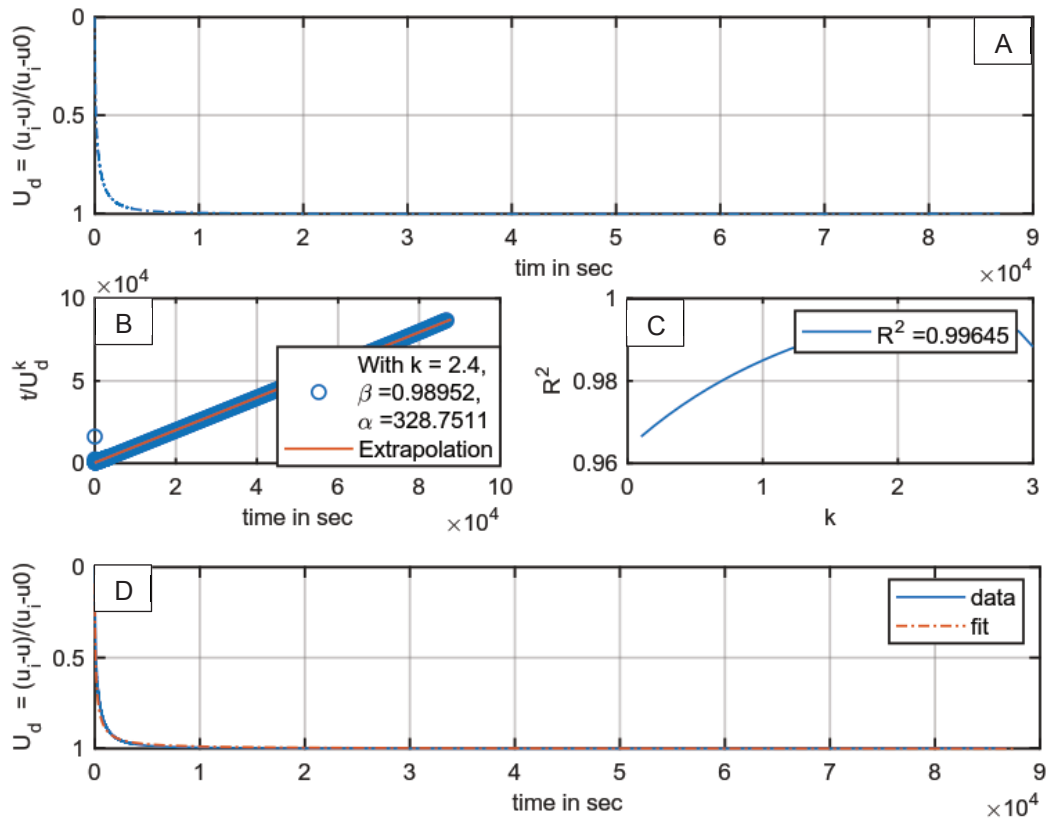 0
0.5
1
U_d = (u_i-u)/(u_i-u0)
A
0 1 2 3 4 5 6 7 8 9
tim in sec
×10^4
×10^4
10
5
0
t/U_d^k
B
With k = 2.4,
β =0.98952,
α =328.7511
Extrapolation
0 2 4 6 8 10
time in sec
×10^4
1
0.98
0.96
R^2
C
R^2 =0.99645
0 1 2 3
k
0
0.5
1
U_d = (u_i-u)/(u_i-u0)
D
data
fit
0 1 2 3 4 5 6 7 8 9
time in sec
×10^4